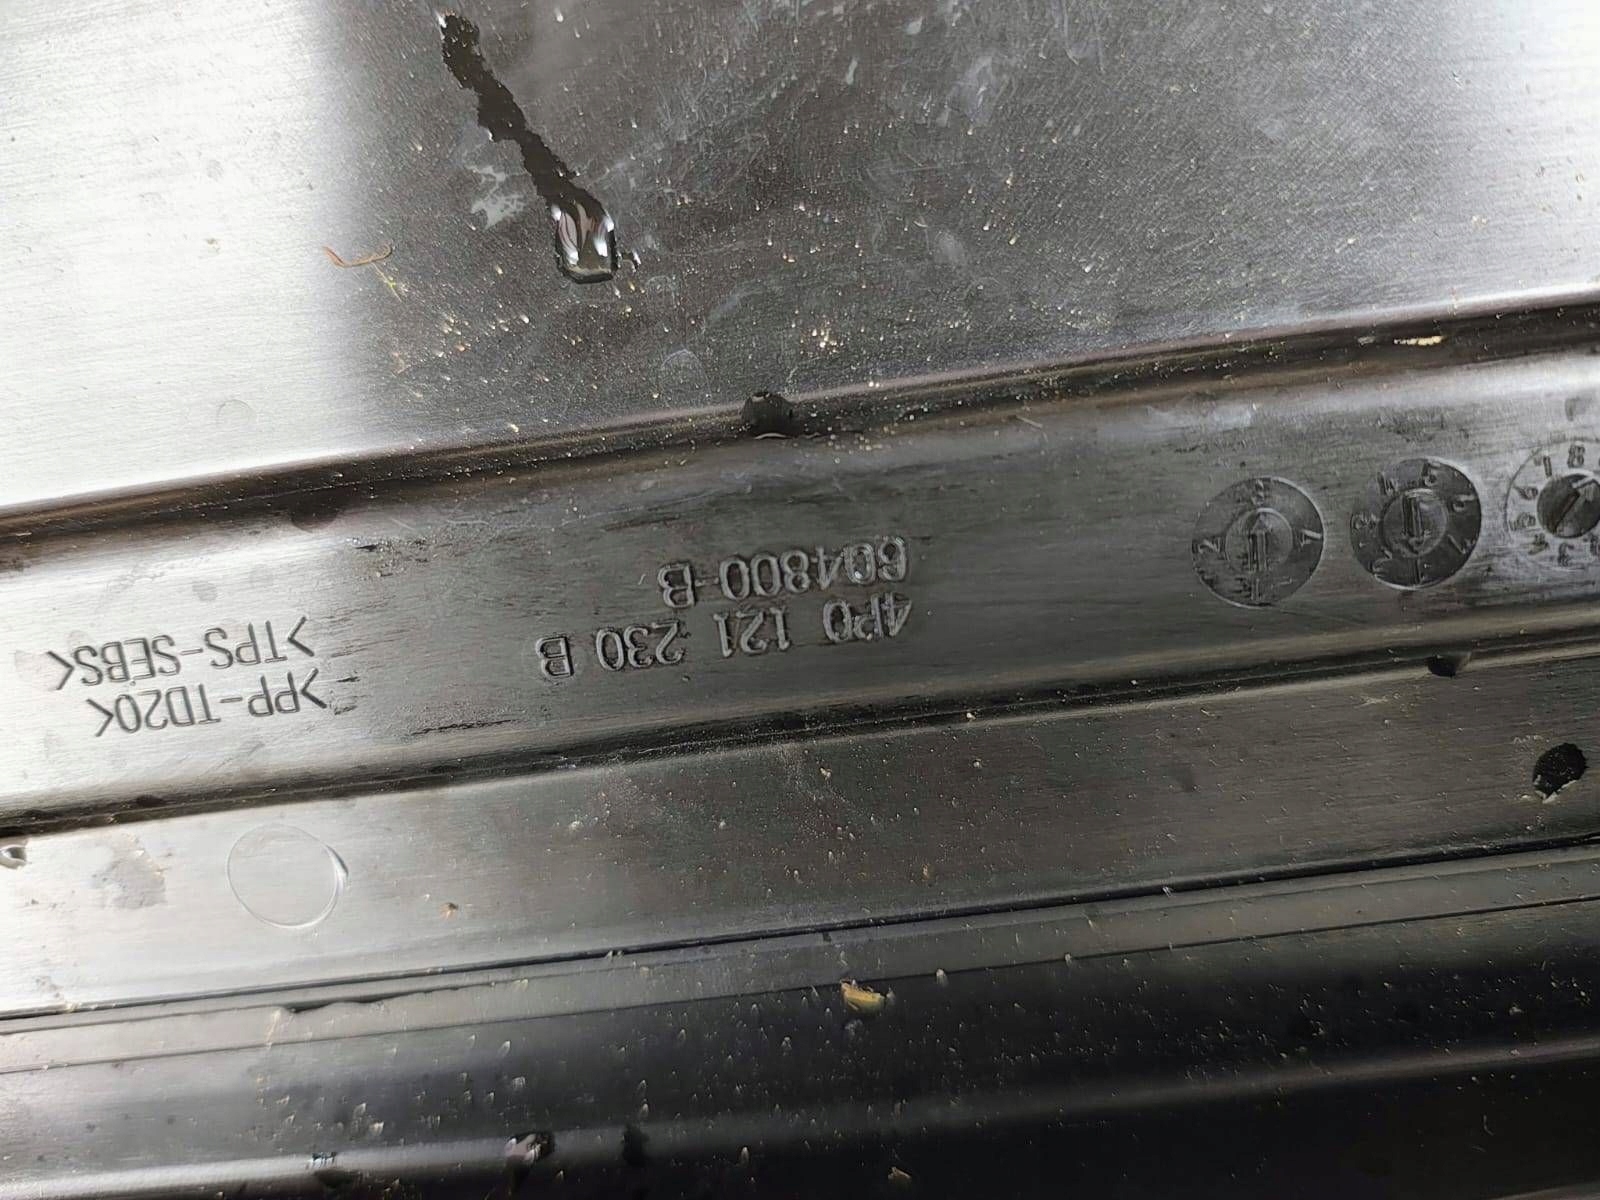 4P0 121 230 B
604800-B
>PP-TD20<
>TPS-SEBS<